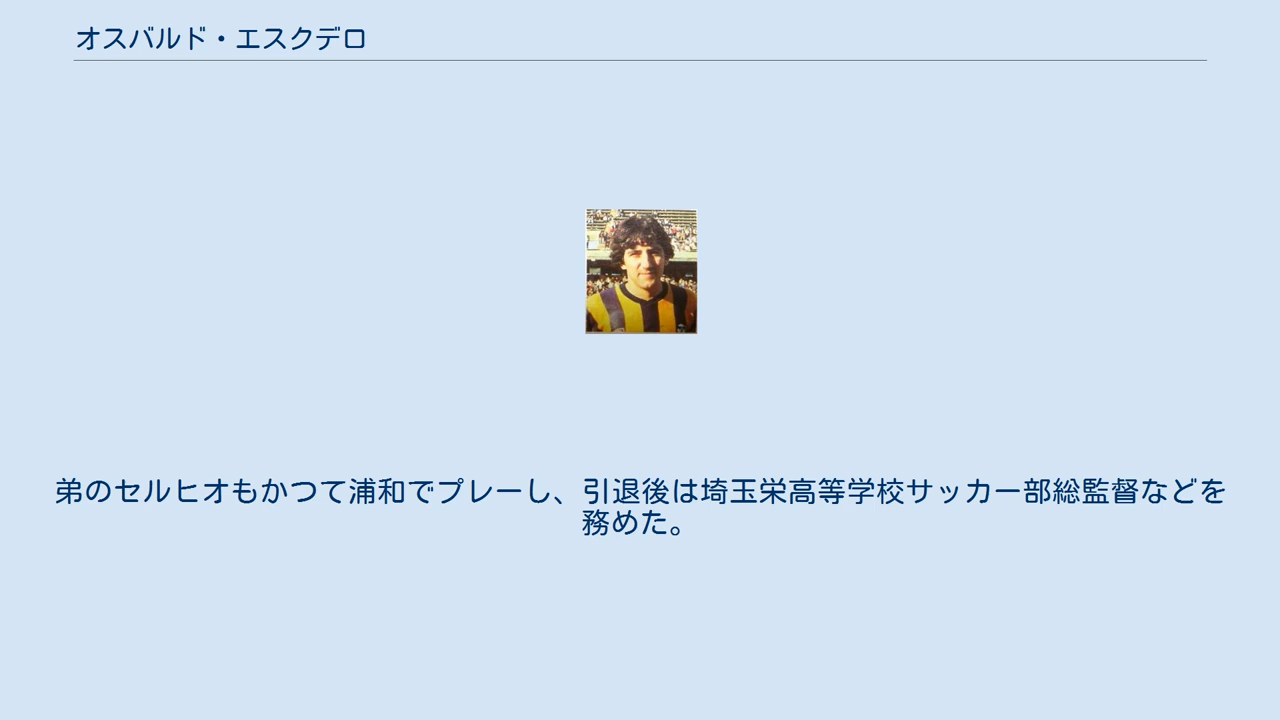 オスバルド・エスクデロ
弟のセルヒオもかつて浦和でプレーし、引退後は埼玉栄高等学校サッカー部総監督などを
務めた。